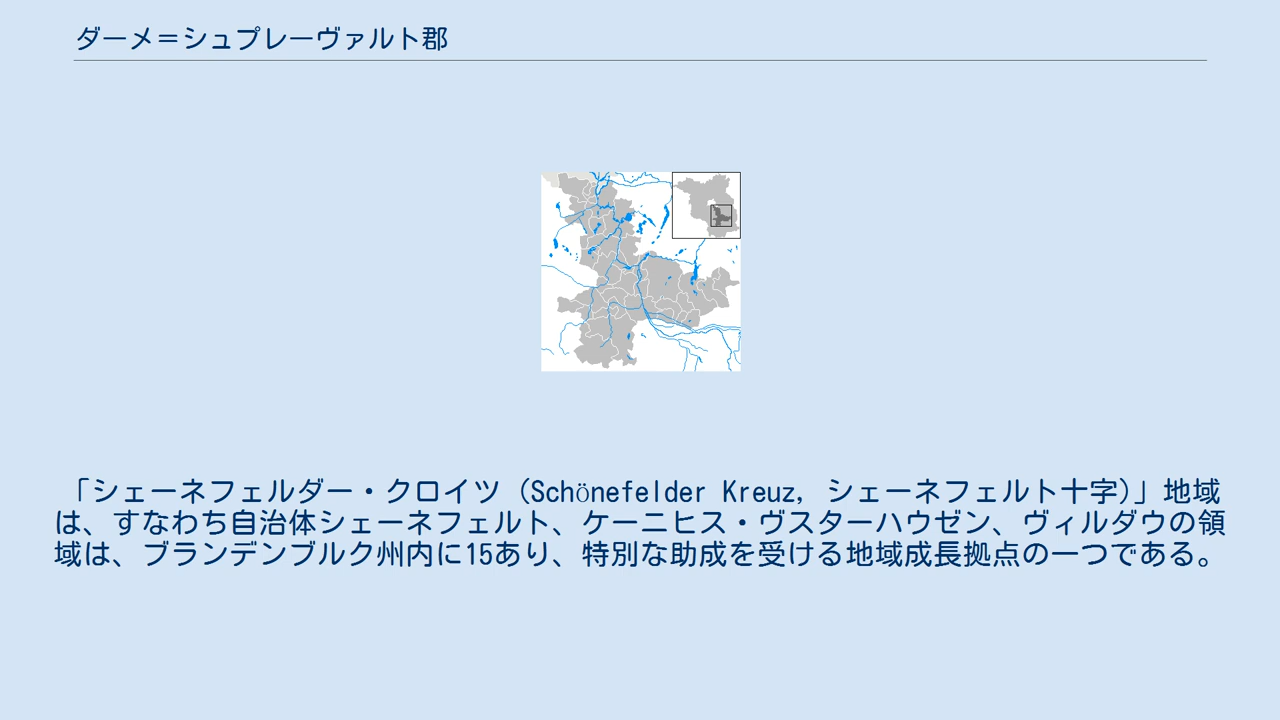 ダーメ＝シュプレーヴァルト郡
「シェーネフェルダー・クロイツ（Schönefelder Kreuz, シェーネフェルト十字）」地域
は、すなわち自治体シェーネフェルト、ケーニヒス・ヴスターハウゼン、ヴィルダウの領
域は、ブランデンブルク州内に15あり、特別な助成を受ける地域成長拠点の一つである。